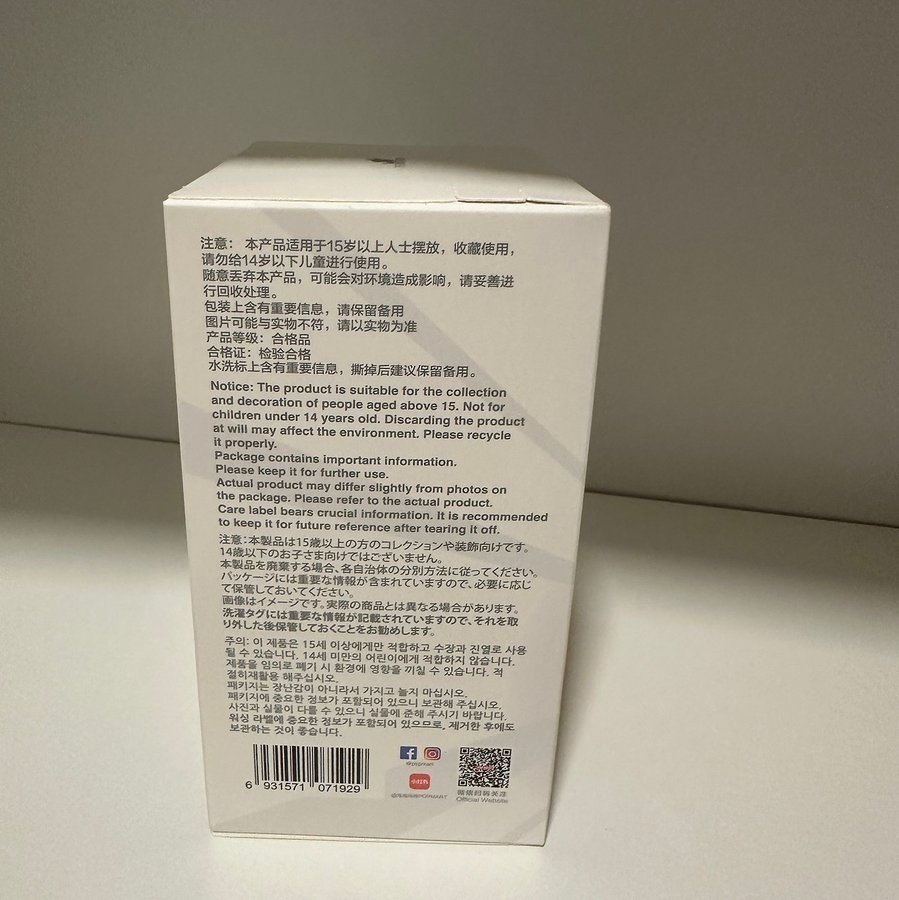 注意： 本产品适用于15岁以上人士摆放，收藏使用，
请勿给14岁以下儿童进行使用。
随意丢弃本产品，可能会对环境造成影响，请妥善进
行回收处理。
包装上含有重要信息，请保留备用
图片可能与实物不符，请以实物为准
产品等级：合格品
合格证：检验合格
水洗标上含有重要信息，撕掉后建议保留备用。
Notice: The product is suitable for the collection
and decoration of people aged above 15. Not for
children under 14 years old. Discarding the product
at will may affect the environment. Please recycle
it properly.
Package contains important information.
Please keep it for further use.
Actual product may differ slightly from photos on
the package. Please refer to the actual product.
Care label bears crucial information. It is recommended
to keep it for future reference after tearing it off.
注意：本製品は15歳以上の方のコレクションや装飾向けです。
14歳以下のお子さま向けではございません。
本製品を廃棄する場合、各自治体の分別方法に従ってください。
パッケージには重要な情報が含まれていますので、必要に応じ
て保管しておいてください。
画像はイメージです。実際の商品とは異なる場合があります。
洗濯タグには重要な情報が記載されていますので、それを取
り外した後保管しておくことをお勧めします。
주의: 이 제품은 15세 이상에게만 적합하고 수장과 진열로 사용
될 수 있습니다. 14세 미만의 어린이에게 적합하지 않습니다.
제품을 임의로 폐기 시 환경에 영향을 끼칠 수 있습니다. 적
절히재활용 해주십시오.
패키지는 장난감이 아니라서 가지고 놀지 마십시오.
패키지에 중요한 정보가 포함되어 있으니 보관해 주십시오.
사진과 실물이 다를 수 있으니 실물에 준해 주시기 바랍니다.
워싱 라벨에 중요한 정보가 포함되어 있으므로, 제거한 후에도
보관하는 것이 좋습니다.
6 931571 071929
小红书
Official Website